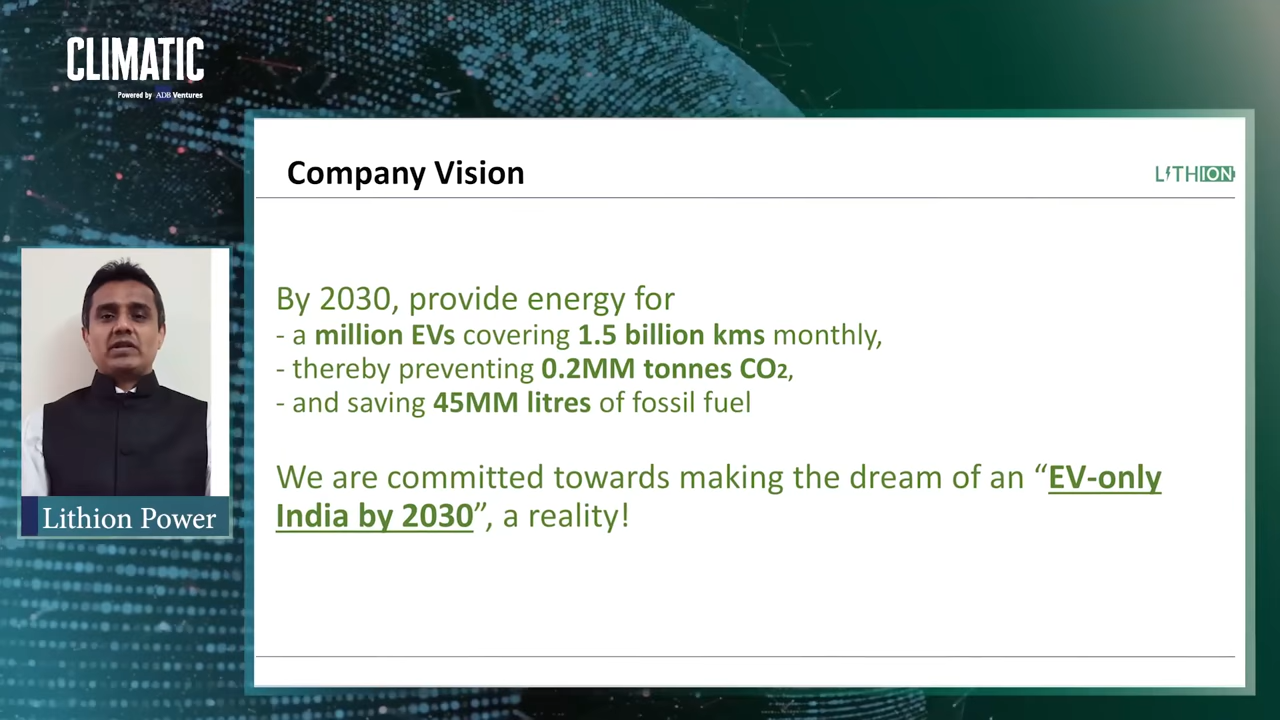 CLIMATIC
Powered by ADB Ventures
Company Vision
LITHION
By 2030, provide energy for
- a million EVs covering 1.5 billion kms monthly,
- thereby preventing 0.2MM tonnes CO2,
- and saving 45MM litres of fossil fuel
We are committed towards making the dream of an “EV-only
India by 2030”, a reality!
Lithion Power